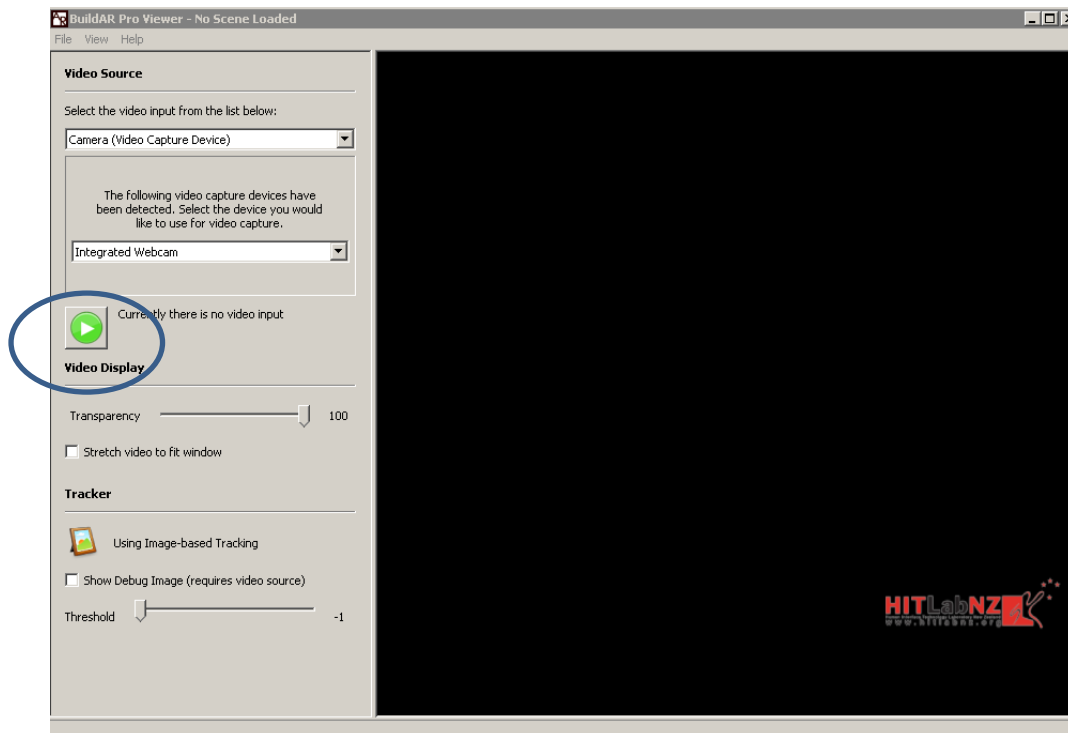 BuildAR Pro Viewer - No Scene Loaded
File View Help
Video Source
Select the video input from the list below:
Camera (Video Capture Device)
The following video capture devices have
been detected. Select the device you would
like to use for video capture.
Integrated Webcam
Currently there is no video input
Video Display
Transparency 100
Stretch video to fit window
Tracker
Using Image-based Tracking
Show Debug Image (requires video source)
Threshold -1
HITLabNZ
www.hitlabnz.org